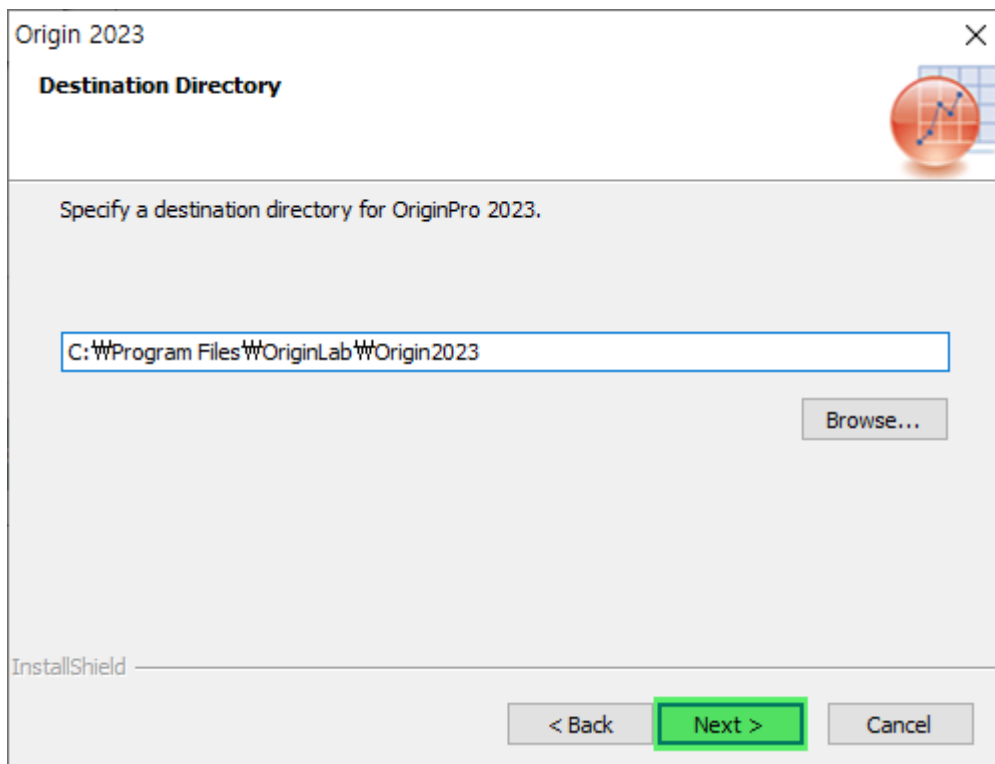 Origin 2023
Destination Directory
Specify a destination directory for OriginPro 2023.
C:₩Program Files₩OriginLab₩Origin2023
Browse...
InstallShield
< Back Next > Cancel